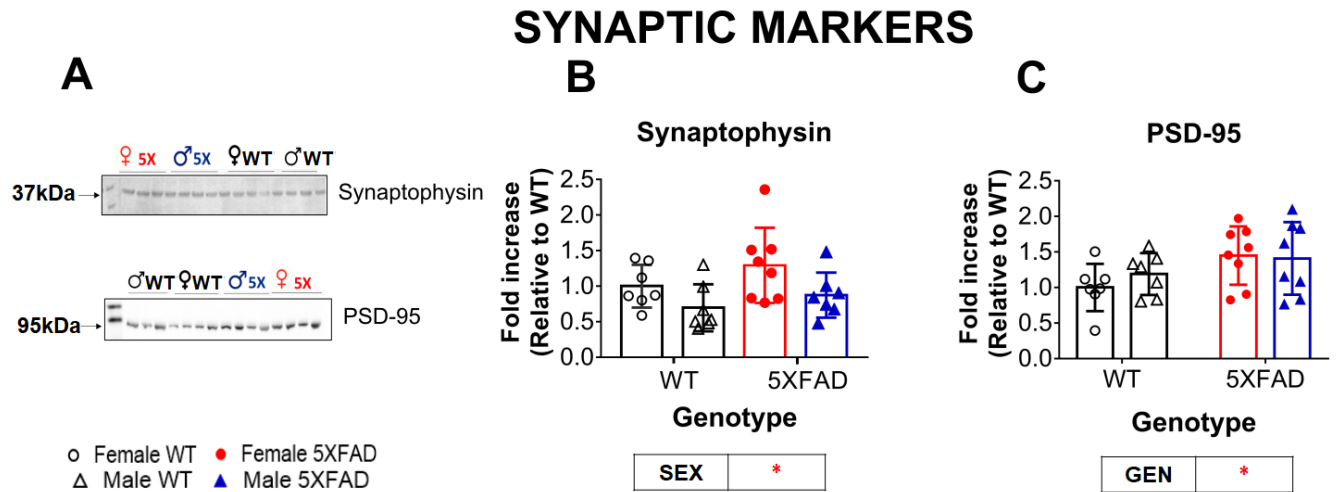 SYNAPTIC MARKERS
A
♀ 5X ♂5X ♀WT ♂WT
37kDa
Synaptophysin
♂WT ♀WT ♂5X ♀ 5X
95kDa
PSD-95
Female WT Female 5XFAD
Male WT Male 5XFAD
B
Synaptophysin
Fold increase
(Relative to WT)
2.5
2.0
1.5
1.0
0.5
0.0
WT 5XFAD
Genotype
SEX *
C
PSD-95
Fold increase
(Relative to WT)
2.5
2.0
1.5
1.0
0.5
0.0
WT 5XFAD
Genotype
GEN *